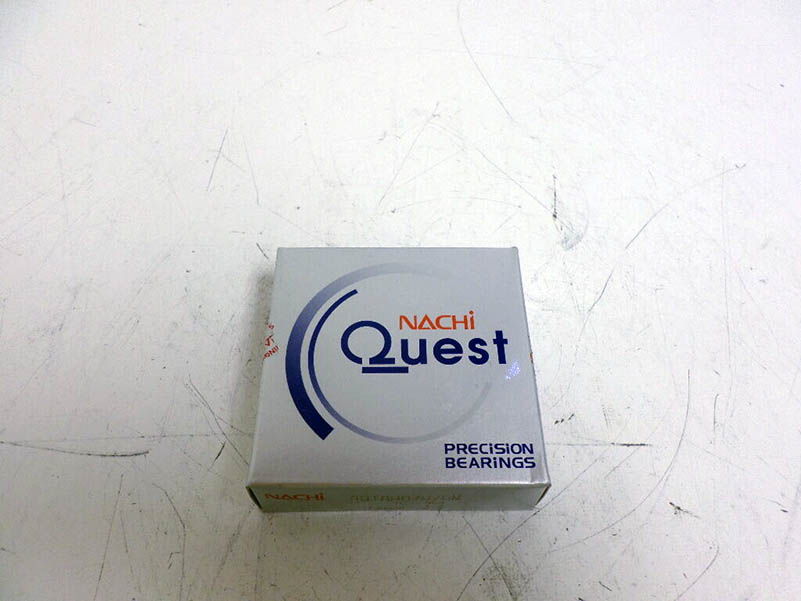 NACHi
Quest
PRECiSiON
BEARiNGS
NACHi